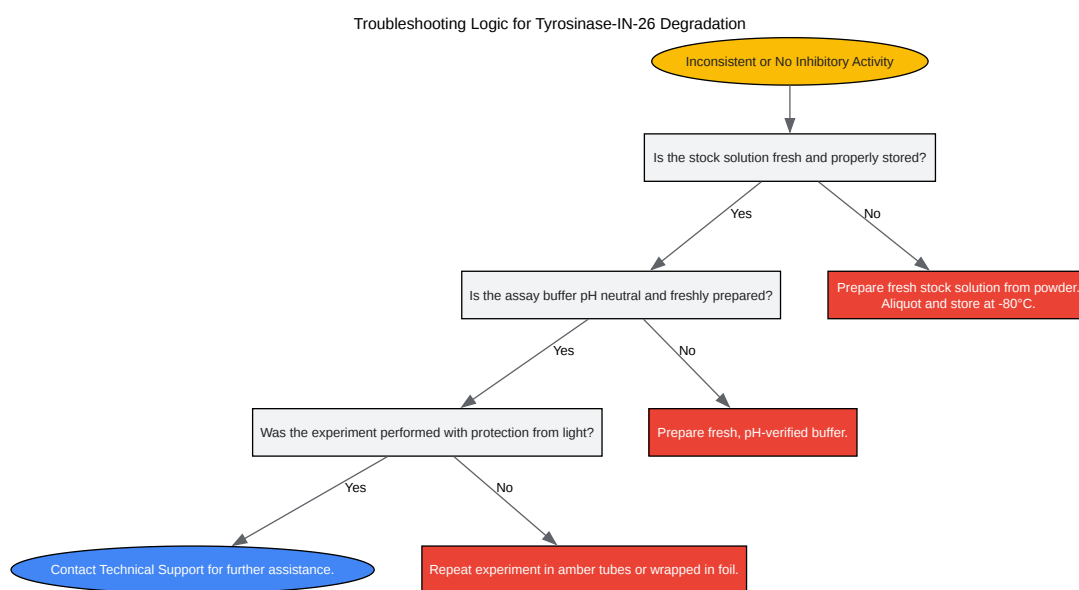 Troubleshooting Logic for Tyrosinase-IN-26 Degradation
Inconsistent or No Inhibitory Activity
Is the stock solution fresh and properly stored?
Yes
No
Is the assay buffer pH neutral and freshly prepared?
Prepare fresh stock solution from powder.
Aliquot and store at -80°C.
Yes
No
Was the experiment performed with protection from light?
Prepare fresh, pH-verified buffer.
Yes
No
Contact Technical Support for further assistance.
Repeat experiment in amber tubes or wrapped in foil.